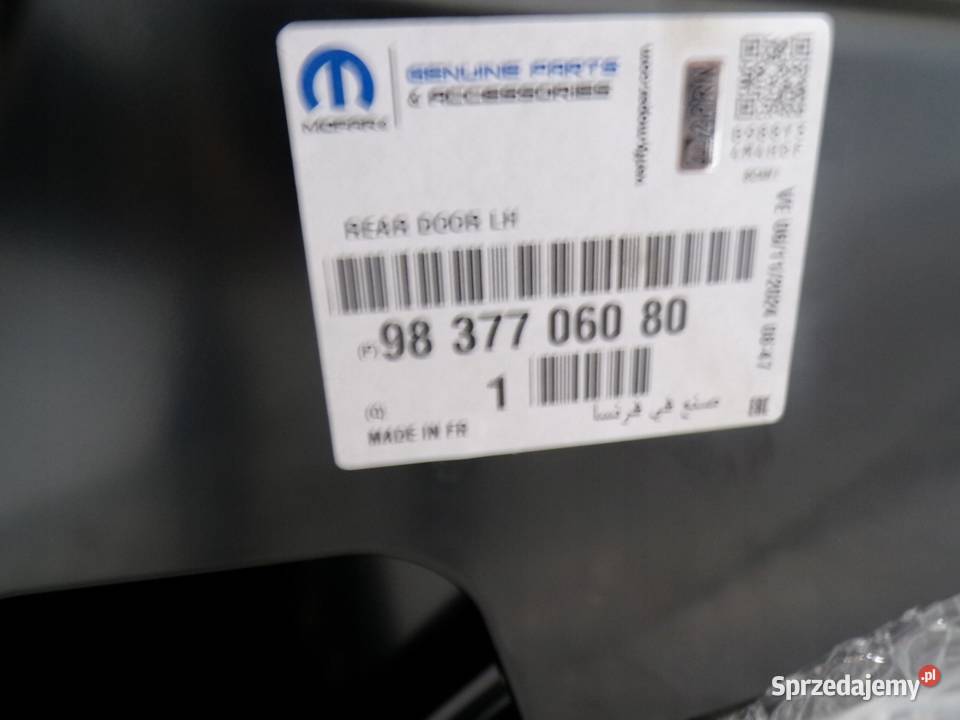 MOPAR
GENUINE PARTS
& ACCESSORIES
REAR DOOR LH
(P) 98 377 060 80
1
(Q)
MADE IN FR
صنع في فرنسا
EAC
Sprzedajemy.pl